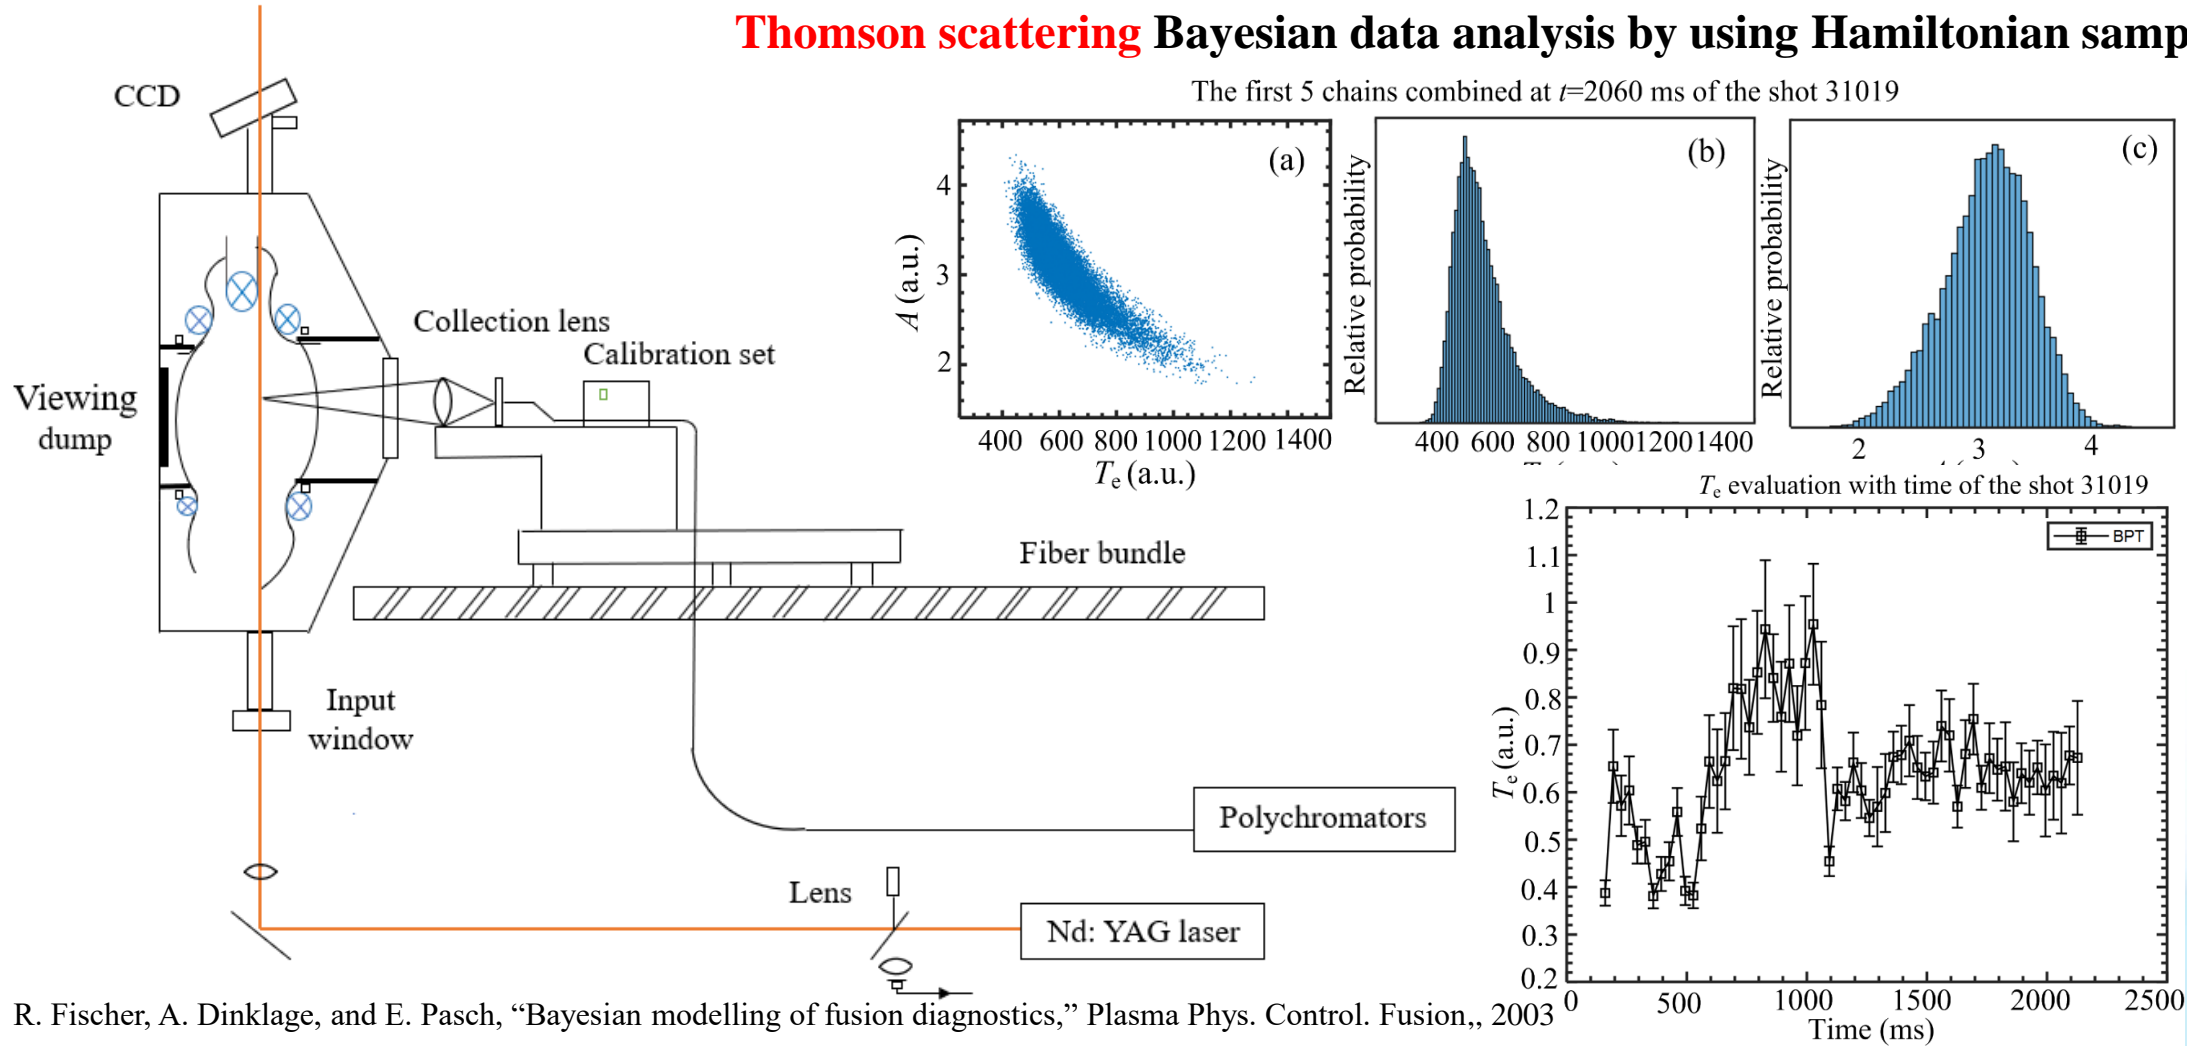 Thomson scattering Bayesian data analysis by using Hamiltonian samp
The first 5 chains combined at t=2060 ms of the shot 31019
CCD
Collection lens
Calibration set
Viewing
dump
Fiber bundle
Input
window
Polychromators
Lens
Nd: YAG laser
(a)
A (a.u.)
4
3
2
400 600 800 1000 1200 1400
Te (a.u.)
(b)
Relative probability
400 600 800 1000 1200 1400
(c)
Relative probability
2 3 4
Te evaluation with time of the shot 31019
BPT
Te (a.u.)
1.2
1.1
1
0.9
0.8
0.7
0.6
0.5
0.4
0.3
0.2
0 500 1000 1500 2000 2500
Time (ms)
R. Fischer, A. Dinklage, and E. Pasch, “Bayesian modelling of fusion diagnostics,” Plasma Phys. Control. Fusion,, 2003